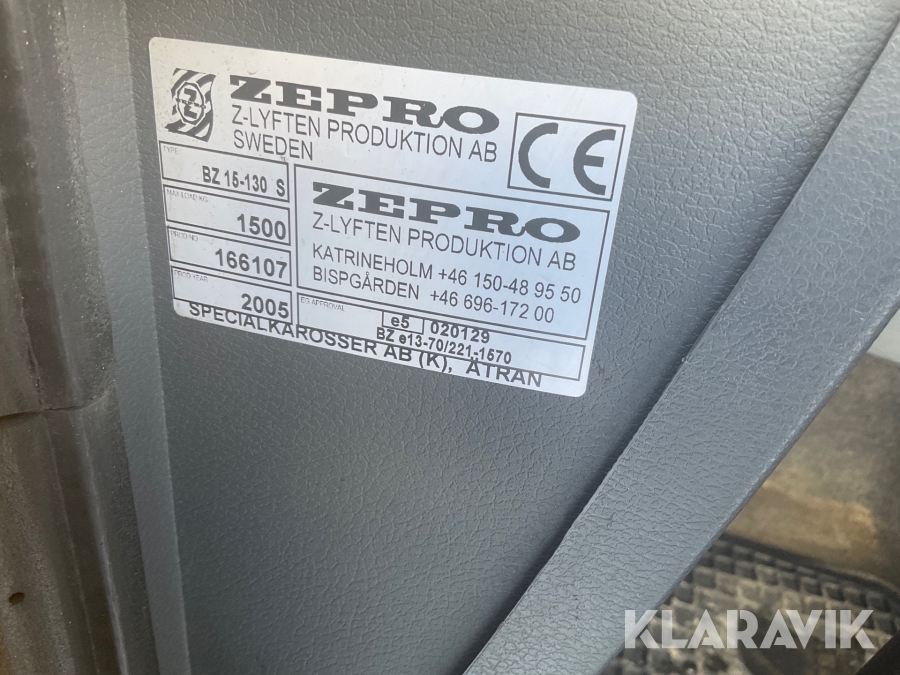 ZEPRO
Z-LYFTEN PRODUKTION AB
SWEDEN
CE
TYPE
BZ 15-130 S
MAX LOAD KG
1500
PROD NO
166107
PROD YEAR
2005
ZEPRO
Z-LYFTEN PRODUKTION AB
KATRINEHOLM +46 150-48 95 50
BISPGÅRDEN +46 696-172 00
EG APPROVAL
e5 020129
BZ e13-70/221-1570
SPECIALKAROSSER AB (K), ÄTRAN
KLARAVIK